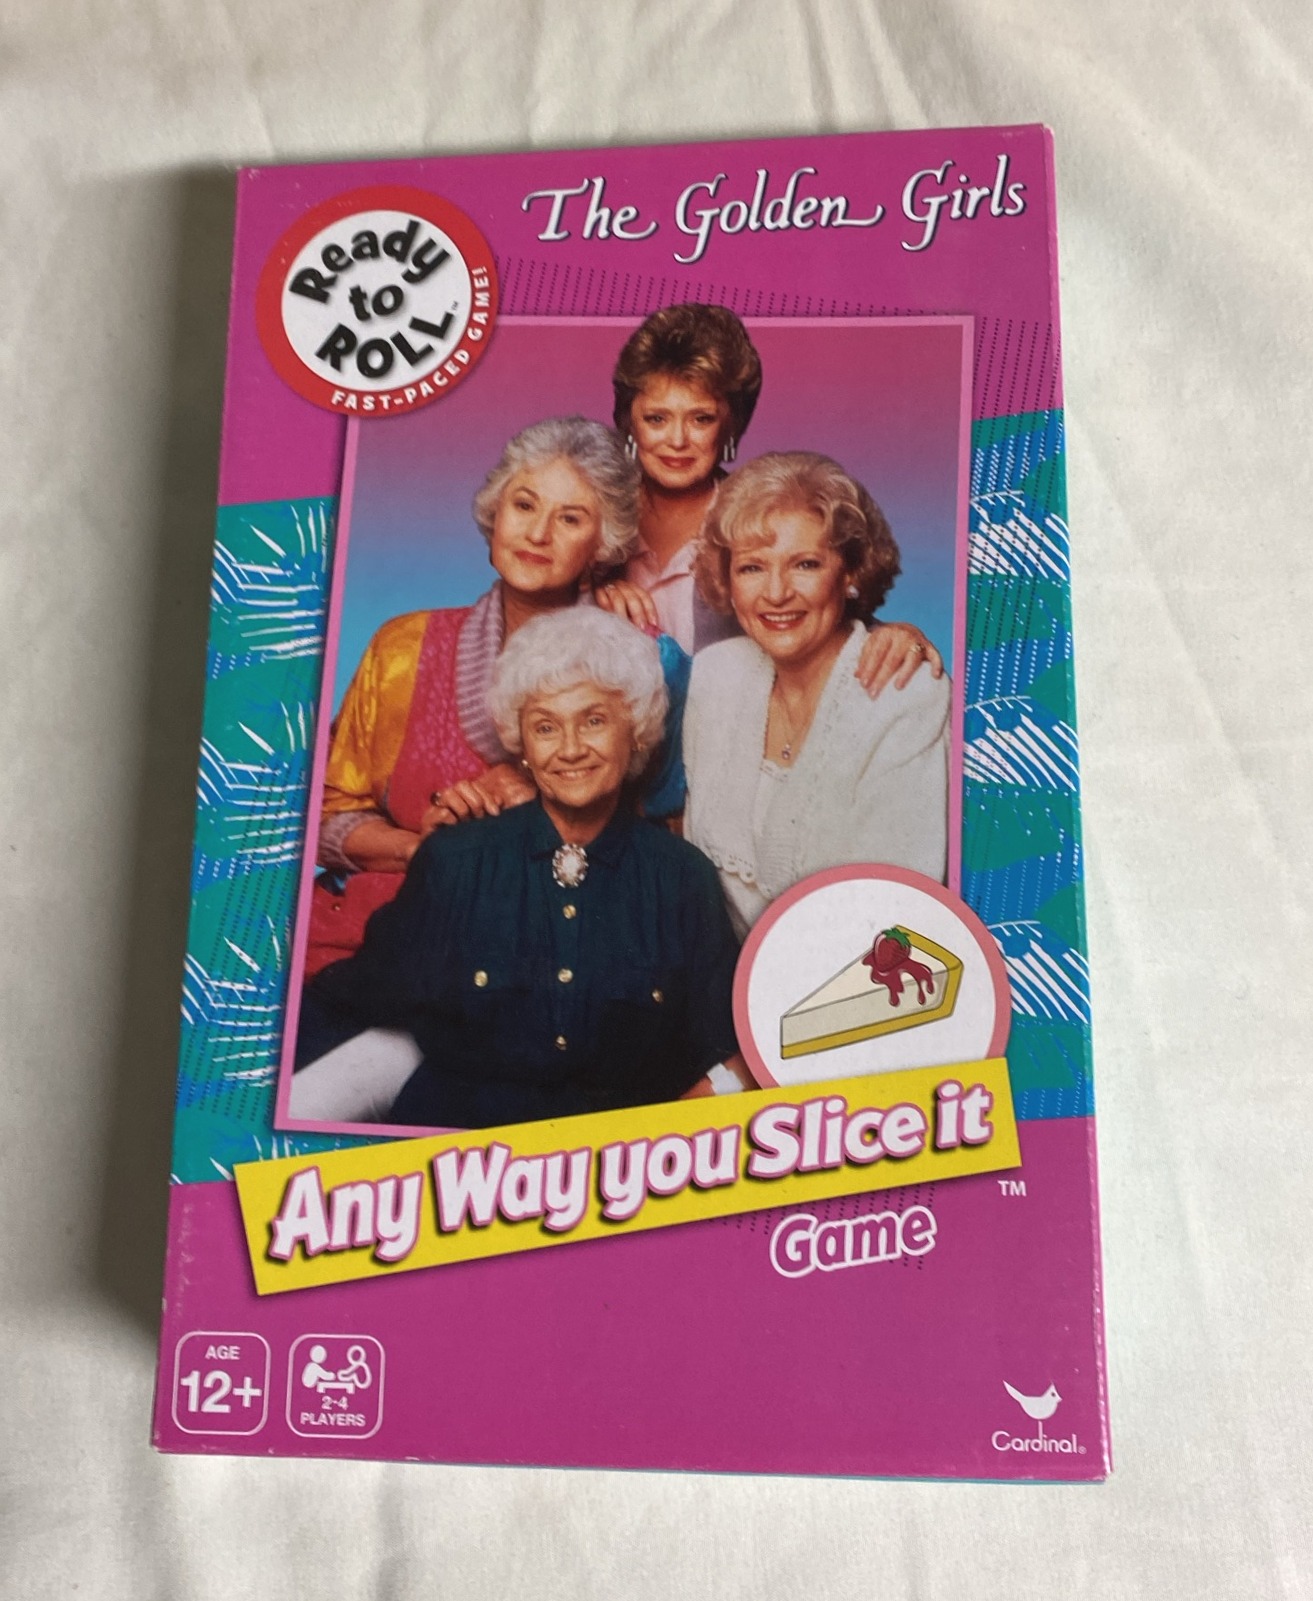 The Golden Girls
Ready
to
ROLL™
FAST-PACED GAME!
Any Way you Slice it
TM
Game
AGE
12+
2-4
PLAYERS
Cardinal®